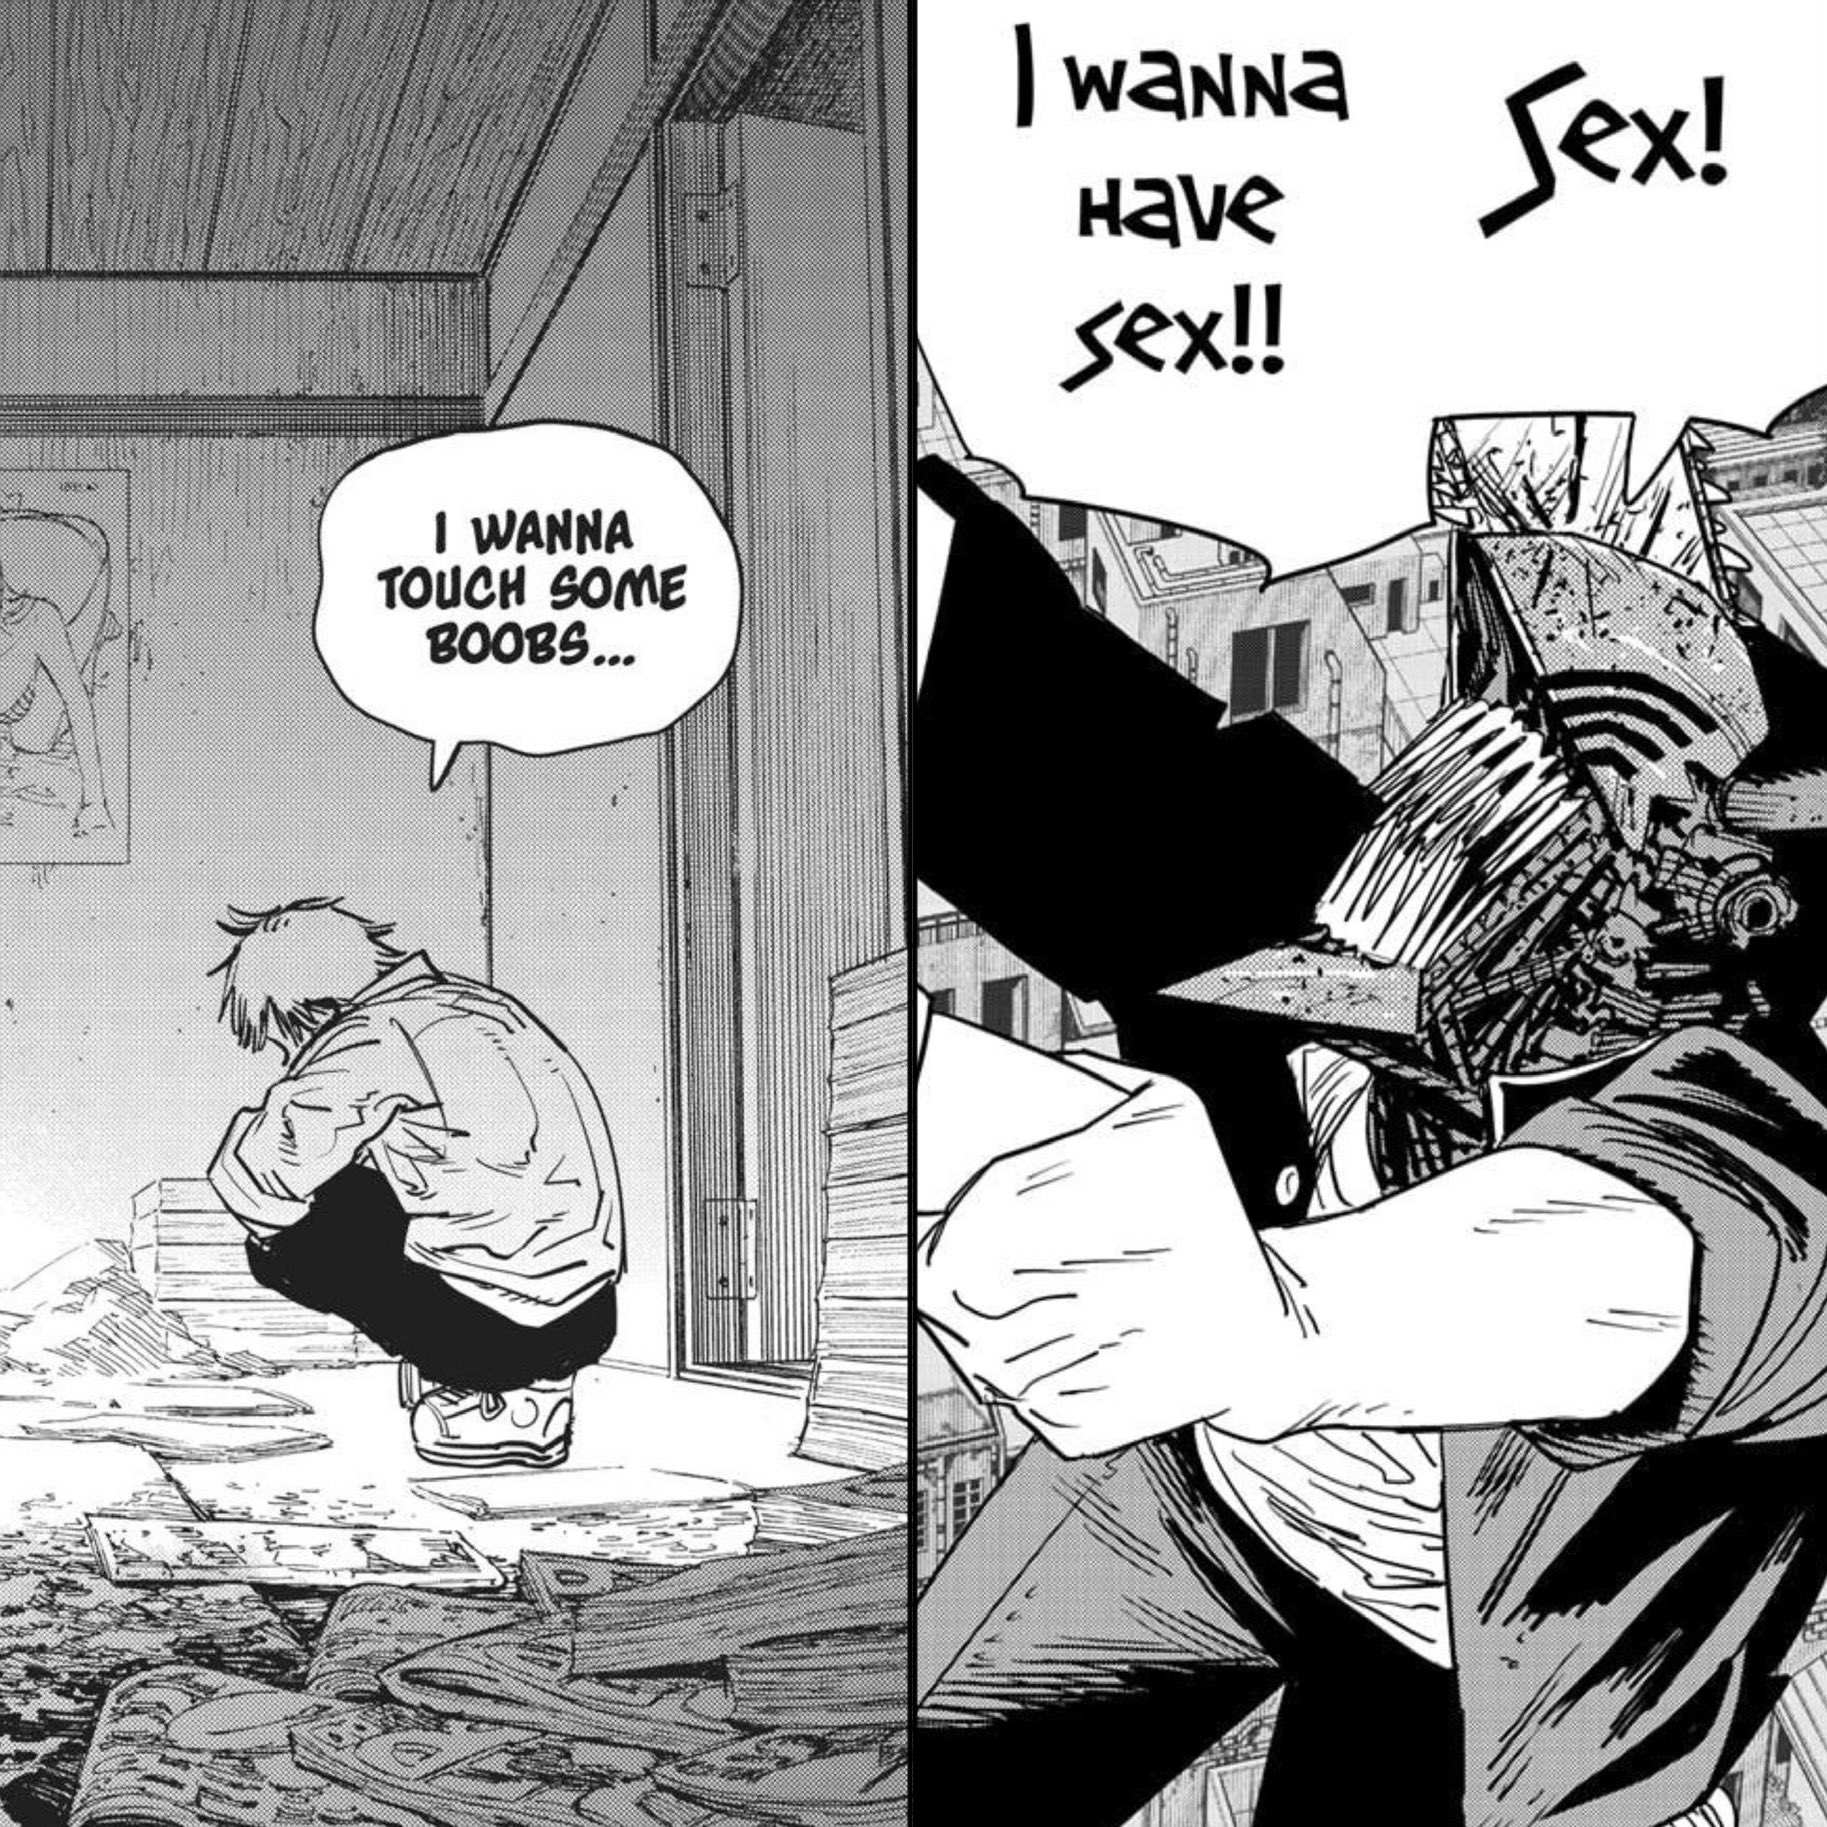 I WANNA
TOUCH SOME
BOOBS...
I WANNA
HAVE
SEX!!
SEX!